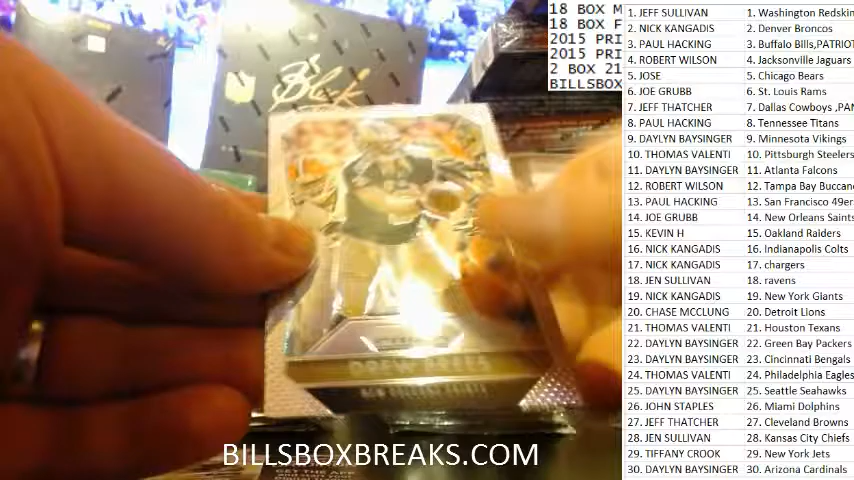 18 BOX M
18 BOX F
2015 PRI
2015 PRI
2 BOX 21
BILLSBOX
1. JEFF SULLIVAN 1. Washington Redskin
2. NICK KANGADIS 2. Denver Broncos
3. PAUL HACKING 3. Buffalo Bills,PATRIOT
4. ROBERT WILSON 4. Jacksonville Jaguars
5. JOSE 5. Chicago Bears
6. JOE GRUBB 6. St. Louis Rams
7. JEFF THATCHER 7. Dallas Cowboys ,PAN
8. PAUL HACKING 8. Tennessee Titans
9. DAYLYN BAYSINGER 9. Minnesota Vikings
10. THOMAS VALENTI 10. Pittsburgh Steelers
11. DAYLYN BAYSINGER 11. Atlanta Falcons
12. ROBERT WILSON 12. Tampa Bay Buccan
13. PAUL HACKING 13. San Francisco 49er
14. JOE GRUBB 14. New Orleans Saints
15. KEVIN H 15. Oakland Raiders
16. NICK KANGADIS 16. Indianapolis Colts
17. NICK KANGADIS 17. chargers
18. JEN SULLIVAN 18. ravens
19. NICK KANGADIS 19. New York Giants
20. CHASE MCCLUNG 20. Detroit Lions
21. THOMAS VALENTI 21. Houston Texans
22. DAYLYN BAYSINGER 22. Green Bay Packers
23. DAYLYN BAYSINGER 23. Cincinnati Bengals
24. THOMAS VALENTI 24. Philadelphia Eagles
25. DAYLYN BAYSINGER 25. Seattle Seahawks
26. JOHN STAPLES 26. Miami Dolphins
27. JEFF THATCHER 27. Cleveland Browns
28. JEN SULLIVAN 28. Kansas City Chiefs
29. TIFFANY CROOK 29. New York Jets
30. DAYLYN BAYSINGER 30. Arizona Cardinals
Black
DREW
BILLSBOXBREAKS.COM
GET THE APP